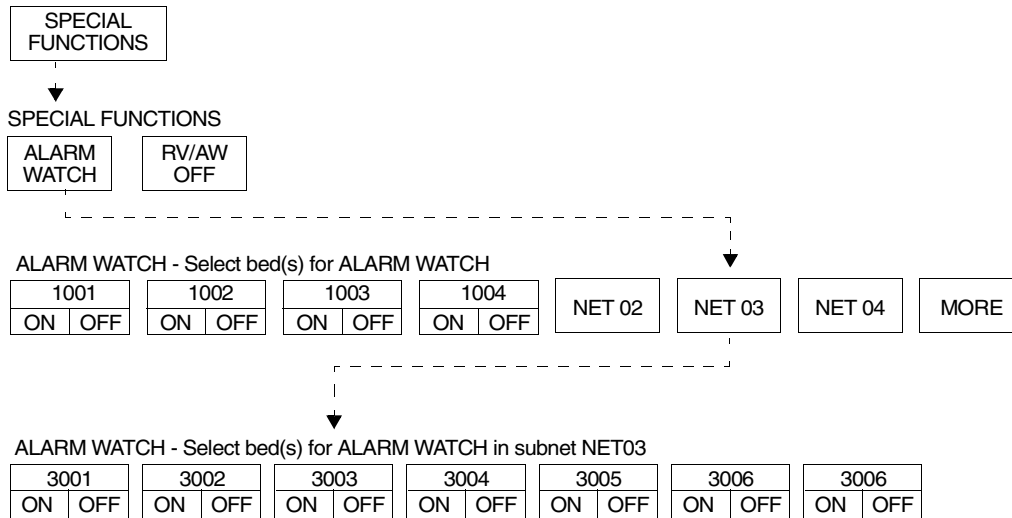 SPECIAL
FUNCTIONS
SPECIAL FUNCTIONS
ALARM
WATCH
RV/AW
OFF
ALARM WATCH - Select bed(s) for ALARM WATCH
1001 1002 1003 1004
ON OFF ON OFF ON OFF ON OFF
NET 02 NET 03 NET 04 MORE
ALARM WATCH - Select bed(s) for ALARM WATCH in subnet NET03
3001 3002 3003 3004 3005 3006 3006
ON OFF ON OFF ON OFF ON OFF ON OFF ON OFF ON OFF